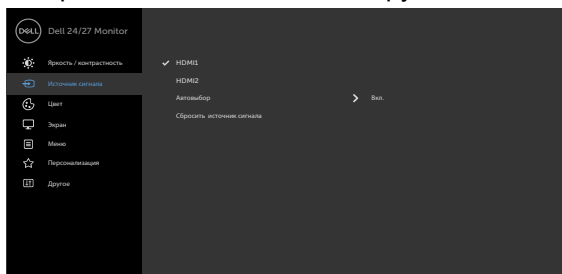 DELL
Dell 24/27 Monitor
Яркость / контрастность
Источник сигнала
Цвет
Экран
Меню
Персонализация
Другое
HDMI1
HDMI2
Автовыбор Вкл.
Сбросить источник сигнала